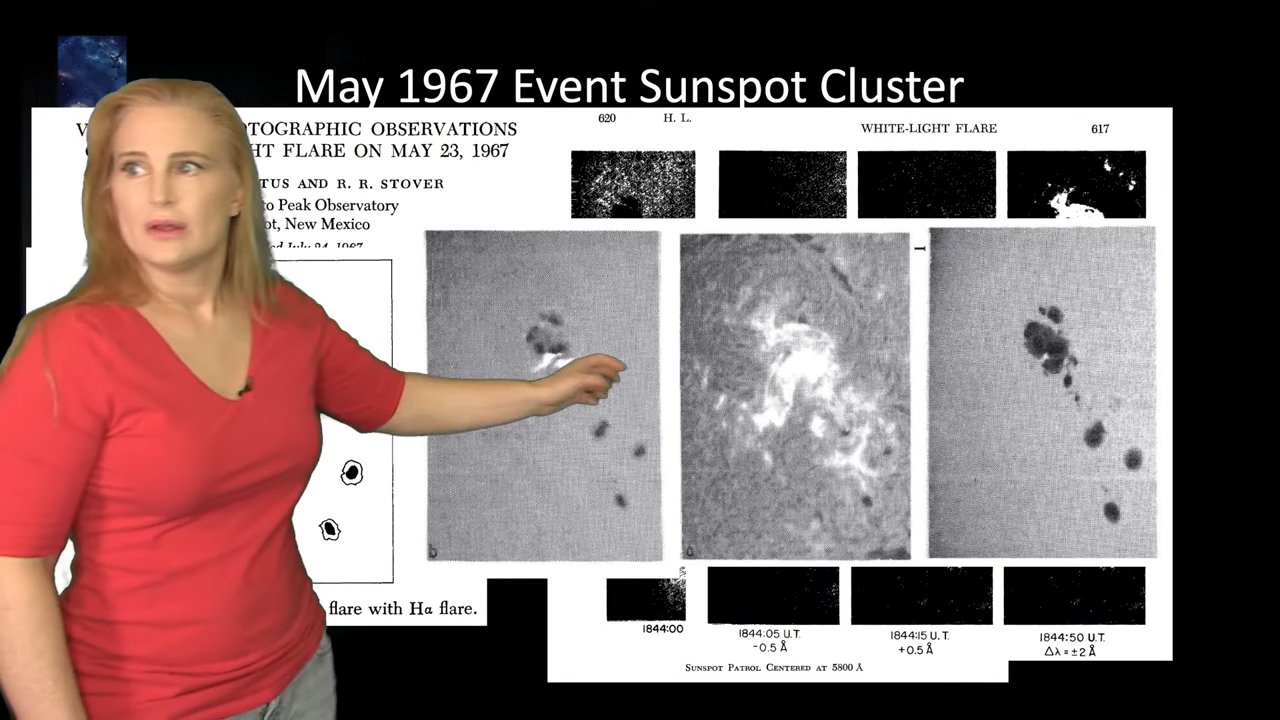 May 1967 Event Sunspot Cluster
TOGRAPHIC OBSERVATIONS
HT FLARE ON MAY 23, 1967
TUS AND R. R. STOVER
to Peak Observatory
ot, New Mexico
620 H. L.
WHITE-LIGHT FLARE 617
flare with Hα flare.
1844:00
1844:05 U.T.
-0.5 Å
1844:15 U.T.
+0.5 Å
1844:50 U.T.
Δλ = ±2 Å
SUNSPOT PATROL CENTERED AT 5800 Å